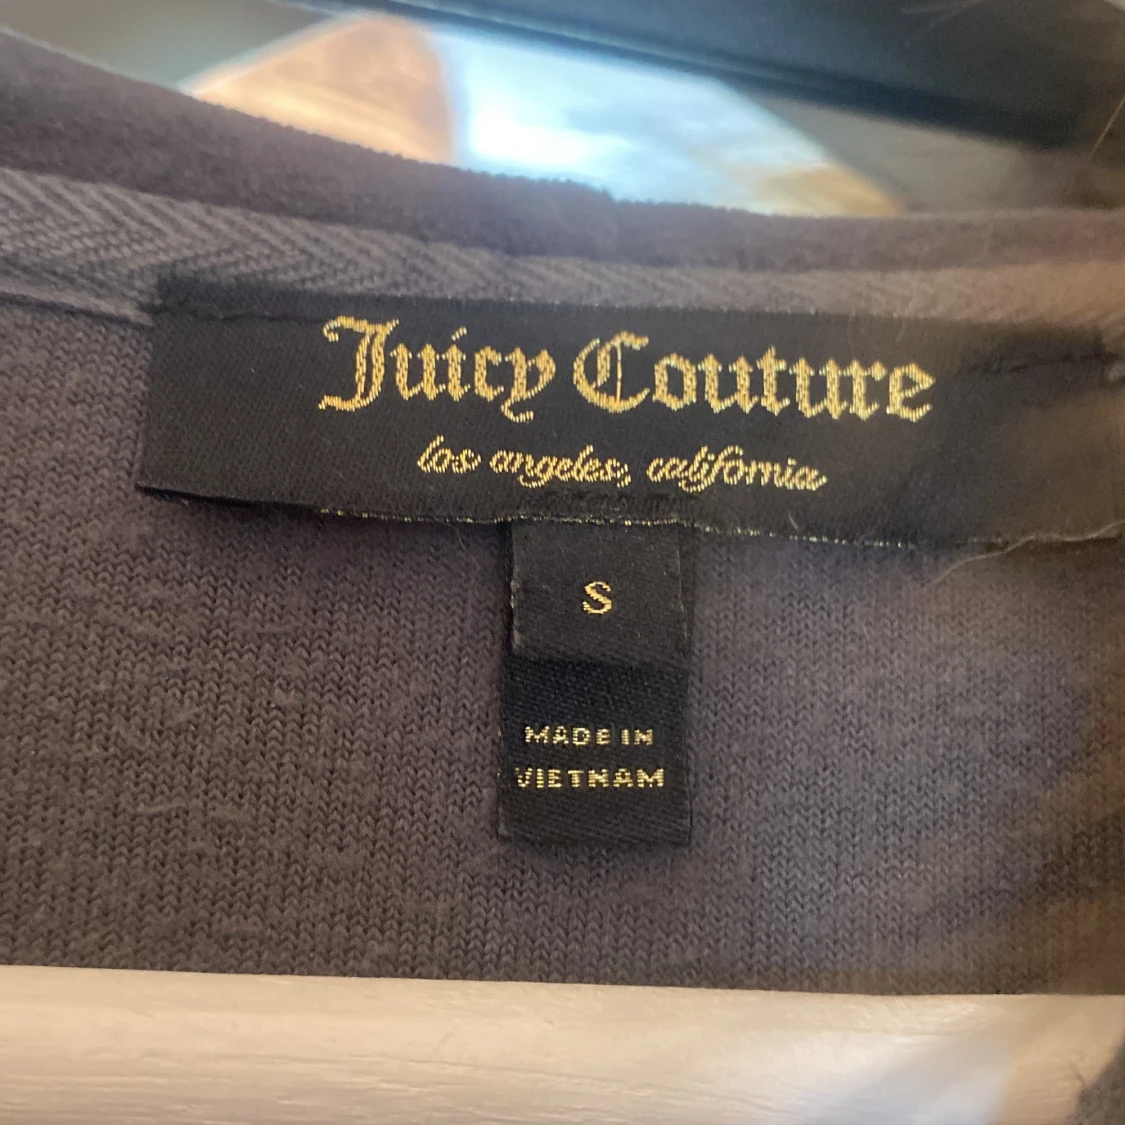 Juicy Couture
los angeles, california
S
MADE IN
VIETNAM